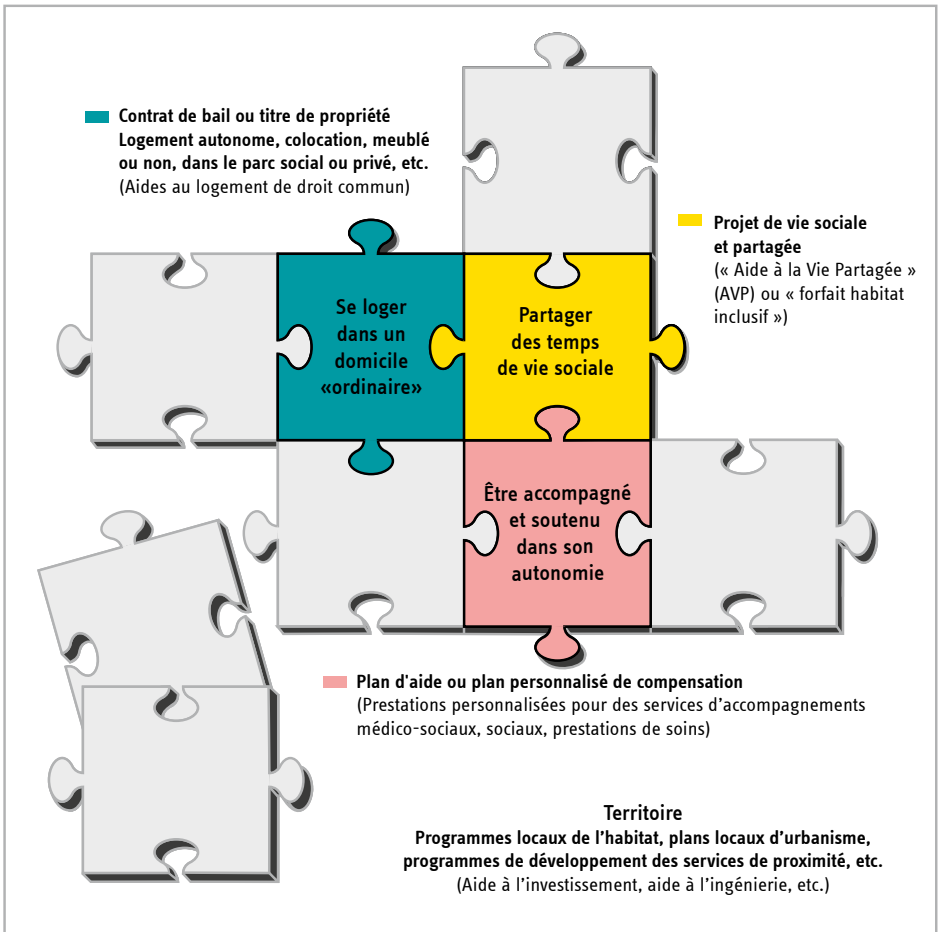 Contrat de bail ou titre de propriété
Logement autonome, colocation, meublé
ou non, dans le parc social ou privé, etc.
(Aides au logement de droit commun)
Projet de vie sociale
et partagée
(« Aide à la Vie Partagée »
(AVP) ou « forfait habitat
inclusif »)
Se loger
dans un
domicile
«ordinaire»
Partager
des temps
de vie sociale
Être accompagné
et soutenu
dans son
autonomie
Plan d'aide ou plan personnalisé de compensation
(Prestations personnalisées pour des services d’accompagnements
médico-sociaux, sociaux, prestations de soins)
Territoire
Programmes locaux de l’habitat, plans locaux d’urbanisme,
programmes de développement des services de proximité, etc.
(Aide à l’investissement, aide à l’ingénierie, etc.)